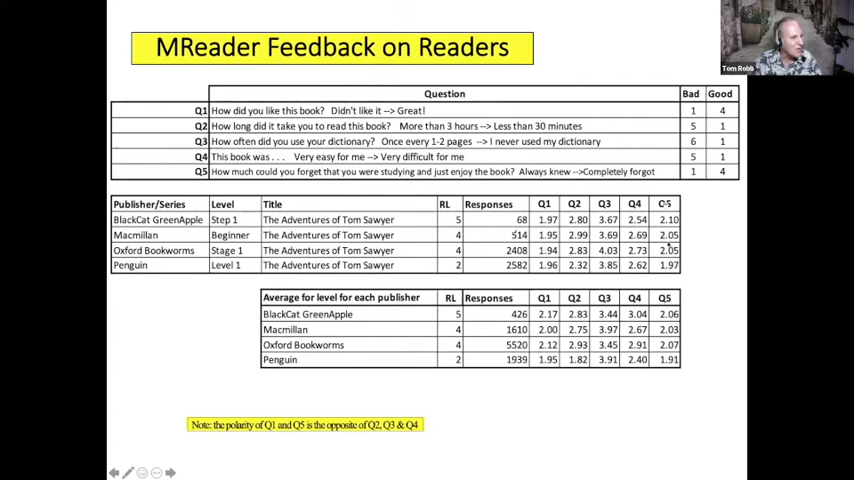 MReader Feedback on Readers
Tom Robb
Question Bad Good
Q1 How did you like this book? Didn't like it --> Great! 1 4
Q2 How long did it take you to read this book? More than 3 hours --> Less than 30 minutes 5 1
Q3 How often did you use your dictionary? Once every 1-2 pages --> I never used my dictionary 6 1
Q4 This book was . . . Very easy for me --> Very difficult for me 5 1
Q5 How much could you forget that you were studying and just enjoy the book? Always knew -->Completely forgot 1 4
Publisher/Series Level Title RL Responses Q1 Q2 Q3 Q4 Q5
BlackCat GreenApple Step 1 The Adventures of Tom Sawyer 5 68 1.97 2.80 3.67 2.54 2.10
Macmillan Beginner The Adventures of Tom Sawyer 4 514 1.95 2.99 3.69 2.69 2.05
Oxford Bookworms Stage 1 The Adventures of Tom Sawyer 4 2408 1.94 2.83 4.03 2.73 2.05
Penguin Level 1 The Adventures of Tom Sawyer 2 2582 1.96 2.32 3.85 2.62 1.97
Average for level for each publisher RL Responses Q1 Q2 Q3 Q4 Q5
BlackCat GreenApple 5 426 2.17 2.83 3.44 3.04 2.06
Macmillan 4 1610 2.00 2.75 3.97 2.67 2.03
Oxford Bookworms 4 5520 2.12 2.93 3.45 2.91 2.07
Penguin 2 1939 1.95 1.82 3.91 2.40 1.91
Note: the polarity of Q1 and Q5 is the opposite of Q2, Q3 & Q4